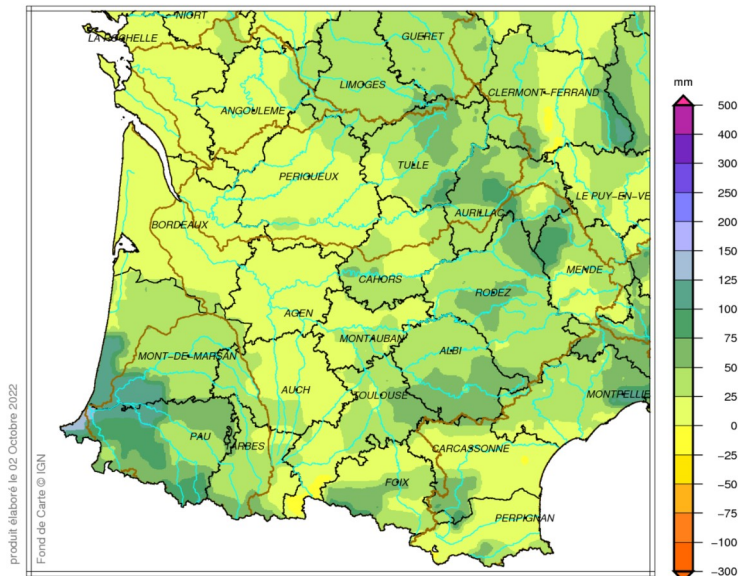 NIORT
LA ROCHELLE
GUERET
LIMOGES
CLERMONT-FERRAND
ANGOULEME
TULLE
PERIGUEUX
LE PUY-EN-VE
AURILLAC
BORDEAUX
MENDE
CAHORS
RODEZ
AGEN
MONTAUBAN
ALBI
MONT-DE-MARSAN
AUCH
TOULOUSE
MONTPELLIE
PAU
TARBES
CARCASSONNE
FOIX
PERPIGNAN
mm
500
400
300
250
200
150
125
100
75
50
25
0
-25
-50
-75
-100
-300
produit élaboré le 02 Octobre 2022
Fond de Carte © IGN